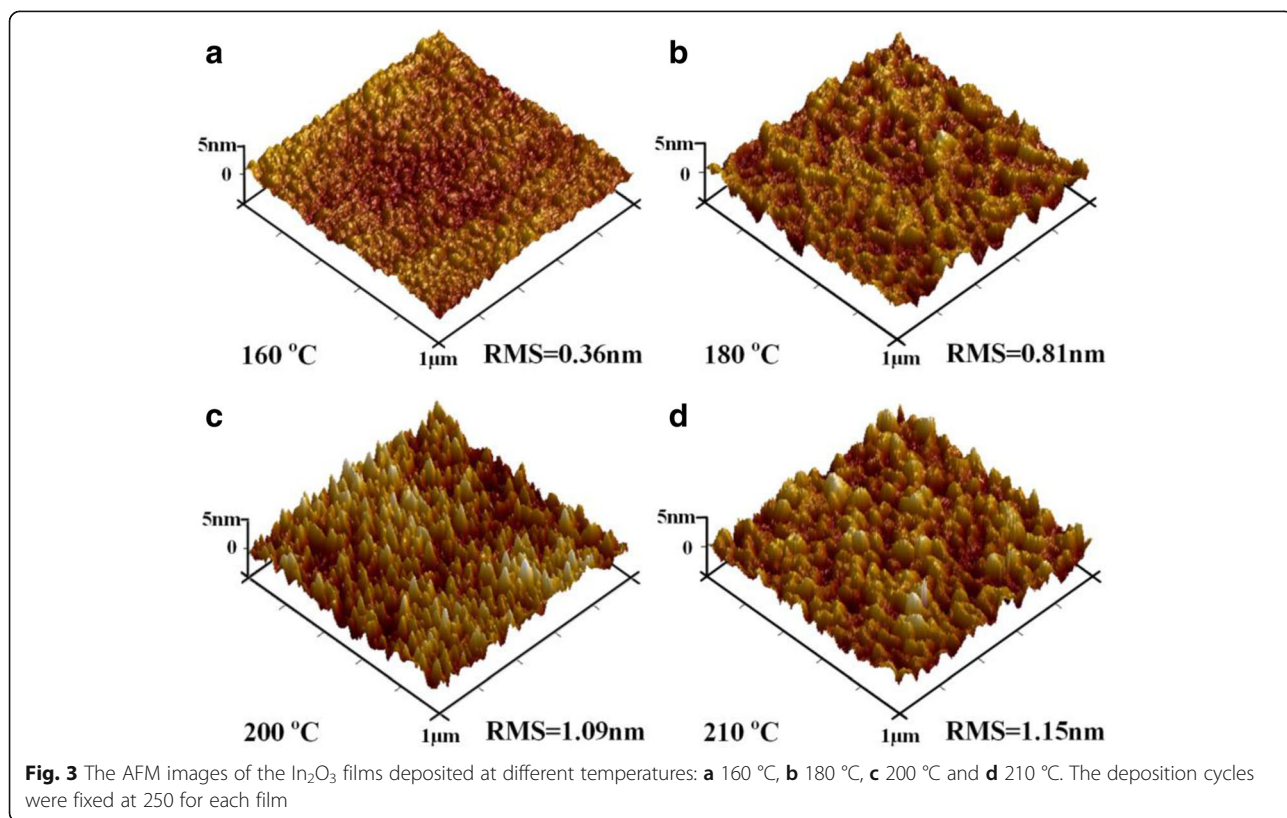 a
b
5nm
0
5nm
0
160 °C
1μm
RMS=0.36nm
180 °C
1μm
RMS=0.81nm
c
d
5nm
0
5nm
0
200 °C
1μm
RMS=1.09nm
210 °C
1μm
RMS=1.15nm
Fig. 3 The AFM images of the In₂O₃ films deposited at different temperatures: a 160 °C, b 180 °C, c 200 °C and d 210 °C. The deposition cycles
were fixed at 250 for each film